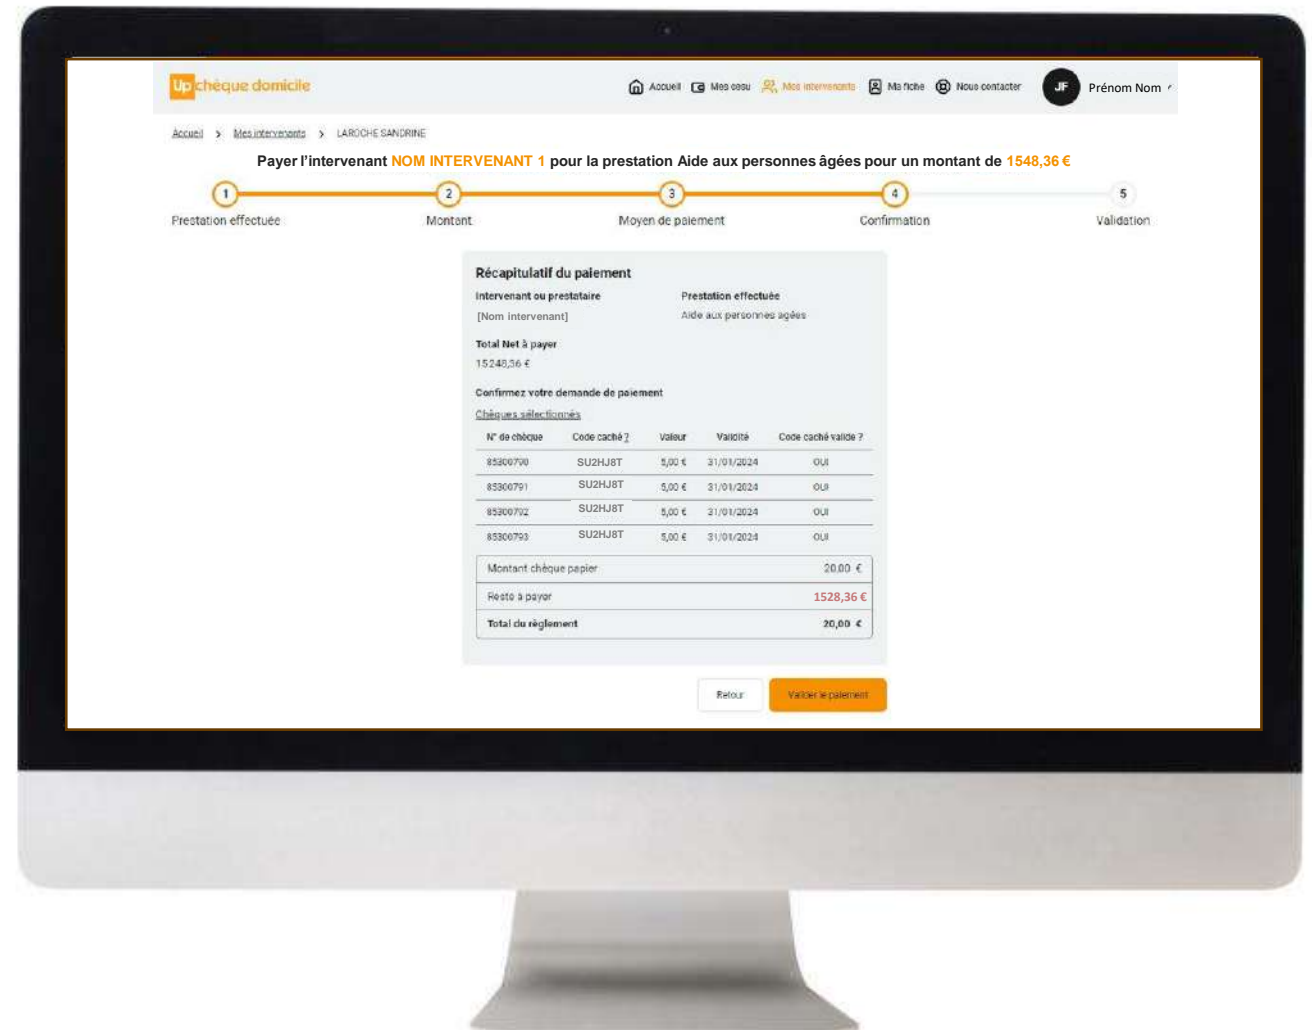 Up chèque domicile
Accueil Mes cesu Mes intervenants Ma fiche Nous contacter JF Prénom Nom
Accueil > Mes intervenants > LAROCHE SANDRINE
Payer l'intervenant NOM INTERVENANT 1 pour la prestation Aide aux personnes âgées pour un montant de 1548,36 €
1 2 3 4 5
Prestation effectuée Montant Moyen de paiement Confirmation Validation
Récapitulatif du paiement
Intervenant ou prestataire Prestation effectuée
[Nom intervenant] Aide aux personnes agées
Total Net à payer
15248,36 €
Confirmez votre demande de paiement
Chèques sélectionnés
N° de chèque Code caché ? Valeur Validité Code caché valide ?
85300790 SU2HJ8T 5,00 € 31/01/2024 OUI
85300791 SU2HJ8T 5,00 € 31/01/2024 OUI
85300792 SU2HJ8T 5,00 € 31/01/2024 OUI
85300793 SU2HJ8T 5,00 € 31/01/2024 OUI
Montant chèque papier 20,00 €
Reste à payer 1528,36 €
Total du règlement 20,00 €
Retour Valider le paiement